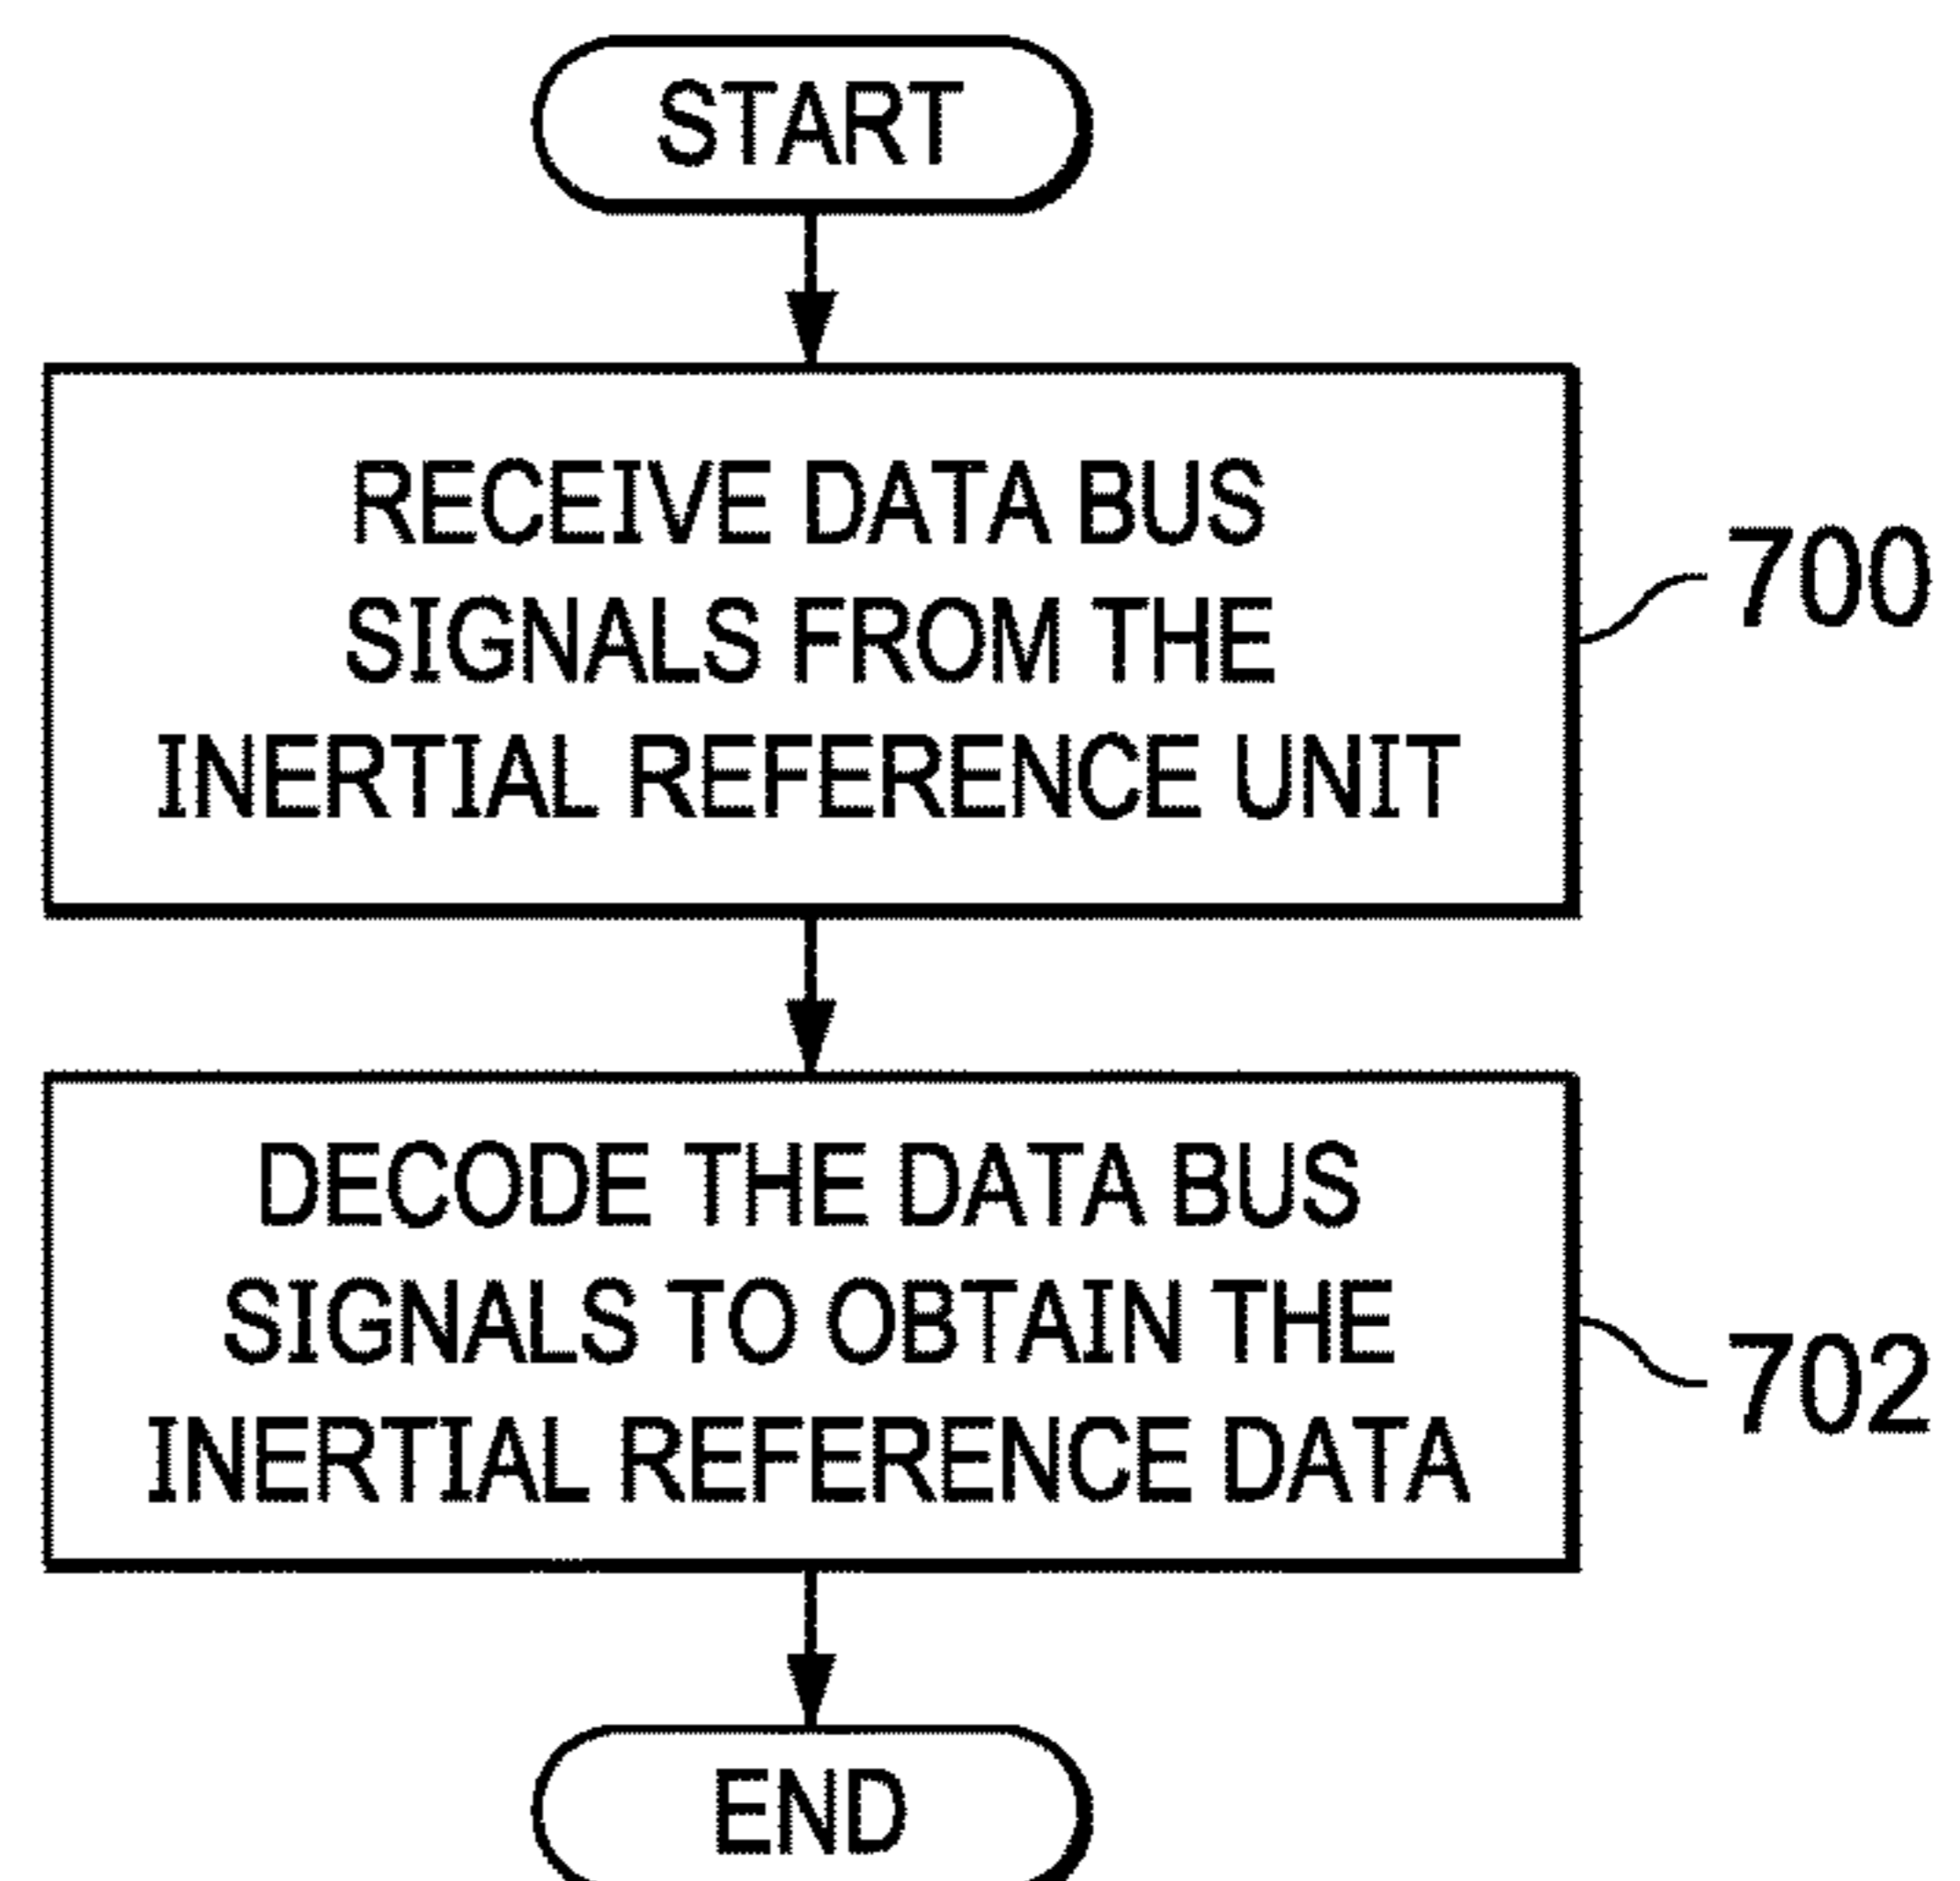 START
RECEIVE DATA BUS
SIGNALS FROM THE
INERTIAL REFERENCE UNIT
700
DECODE THE DATA BUS
SIGNALS TO OBTAIN THE
INERTIAL REFERENCE DATA
702
END